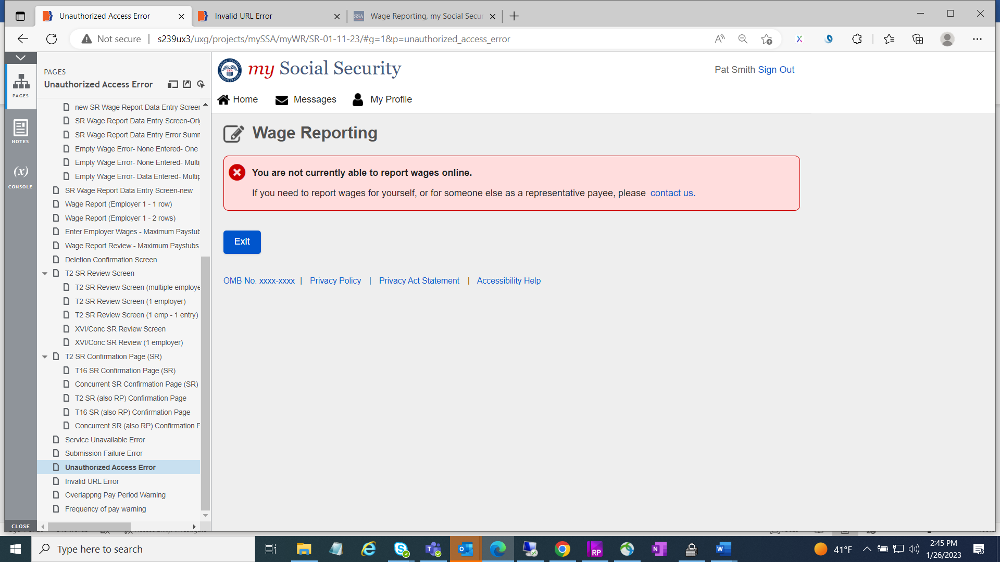 Unauthorized Access Error
Invalid URL Error
SSA Wage Reporting, my Social Secur
Not secure
s239ux3/uxg/projects/mySSA/myWR/SR-01-11-23/#g=1&p=unauthorized_access_error
PAGES
NOTES
(x)
CONSOLE
CLOSE
PAGES
Unauthorized Access Error
new SR Wage Report Data Entry Screen
SR Wage Report Data Entry Screen-Orig
SR Wage Report Data Entry Error Summ
Empty Wage Error- None Entered- One
Empty Wage Error- None Entered- Multi
Empty Wage Error- Data Entered- Multip
SR Wage Report Data Entry Screen-new
Wage Report (Employer 1 - 1 row)
Wage Report (Employer 1 - 2 rows)
Enter Employer Wages - Maximum Paystub
Wage Report Review - Maximum Paystubs
Deletion Confirmation Screen
T2 SR Review Screen
T2 SR Review Screen (multiple employe
T2 SR Review Screen (1 employer)
T2 SR Review Screen (1 emp - 1 entry)
XVI/Conc SR Review Screen
XVI/Conc SR Review (1 employer)
T2 SR Confirmation Page (SR)
T16 SR Confirmation Page (SR)
Concurrent SR Confirmation Page (SR)
T2 SR (also RP) Confirmation Page
T16 SR (also RP) Confirmation Page
Concurrent SR (also RP) Confirmation P
Service Unavailable Error
Submission Failure Error
Unauthorized Access Error
Invalid URL Error
Overlappng Pay Period Warning
Frequency of pay warning
my Social Security
Pat Smith Sign Out
Home
Messages
My Profile
Wage Reporting
You are not currently able to report wages online.
If you need to report wages for yourself, or for someone else as a representative payee, please contact us.
Exit
OMB No. xxxx-xxxx | Privacy Policy | Privacy Act Statement | Accessibility Help
Type here to search
41°F
2:45 PM
1/26/2023